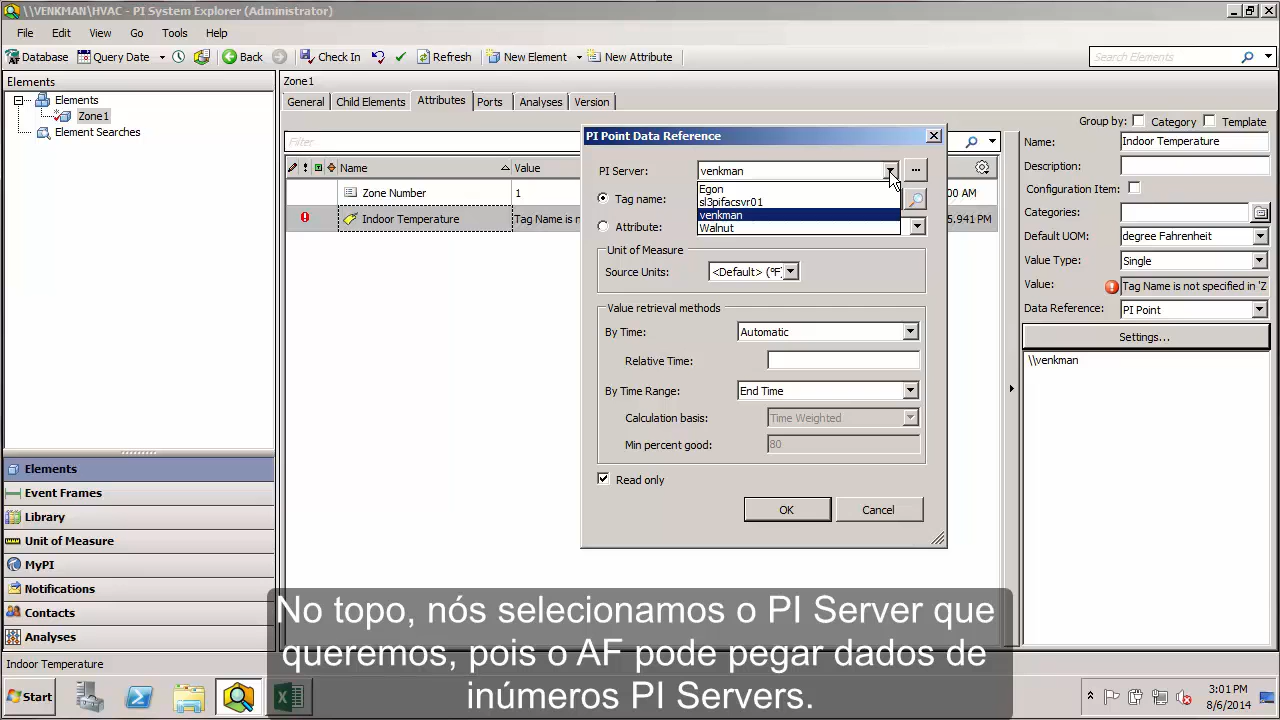 \\VENKMAN\HVAC - PI System Explorer (Administrator)
File Edit View Go Tools Help
Database Query Date Back Check In Refresh New Element New Attribute Search Elements
Elements
Elements
Zone1
Element Searches
Zone1
General Child Elements Attributes Ports Analyses Version
Group by: Category Template
Filter
Name Value
Zone Number 1 00 AM
Indoor Temperature Tag Name is n 5.941 PM
PI Point Data Reference
PI Server: venkman ...
Egon
sl3pifacsvr01
venkman
Walnut
Tag name:
Attribute:
Unit of Measure
Source Units: <Default> (°F)
Value retrieval methods
By Time: Automatic
Relative Time:
By Time Range: End Time
Calculation basis: Time Weighted
Min percent good: 80
Read only
OK Cancel
Name: Indoor Temperature
Description:
Configuration Item:
Categories:
Default UOM: degree Fahrenheit
Value Type: Single
Value: Tag Name is not specified in 'Z
Data Reference: PI Point
Settings...
\\venkman
Elements
Event Frames
Library
Unit of Measure
MyPI
Notifications
Contacts
Analyses
Indoor Temperature
No topo, nós selecionamos o PI Server que
queremos, pois o AF pode pegar dados de
inúmeros PI Servers.
Start
3:01 PM
8/6/2014